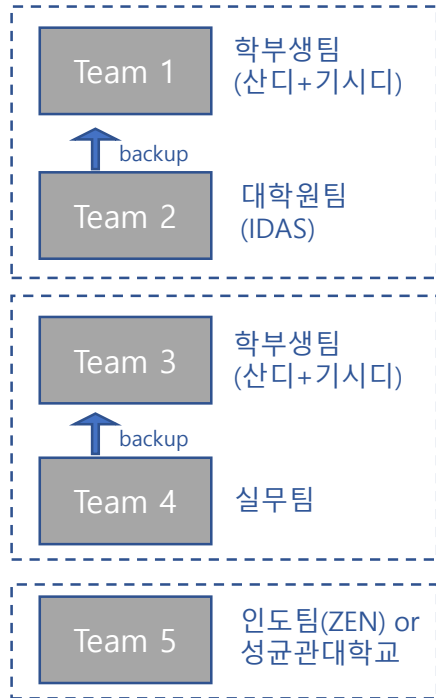 Team 1
학부생팀
(산디+기시디)
backup
Team 2
대학원팀
(IDAS)
Team 3
학부생팀
(산디+기시디)
backup
Team 4
실무팀
Team 5
인도팀(ZEN) or
성균관대학교